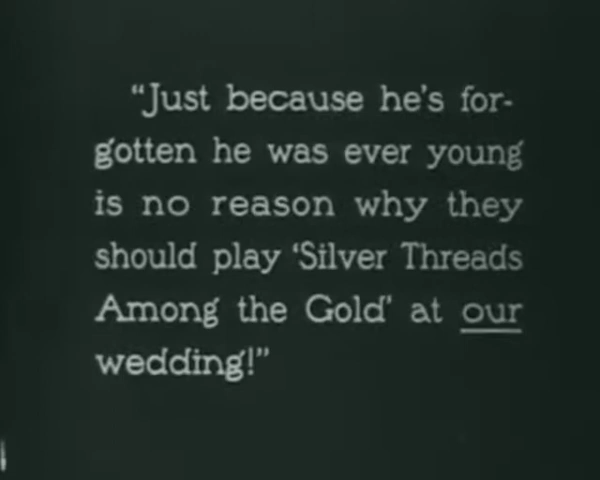 “Just because he's for-
gotten he was ever young
is no reason why they
should play ‘Silver Threads
Among the Gold’ at our
wedding!”